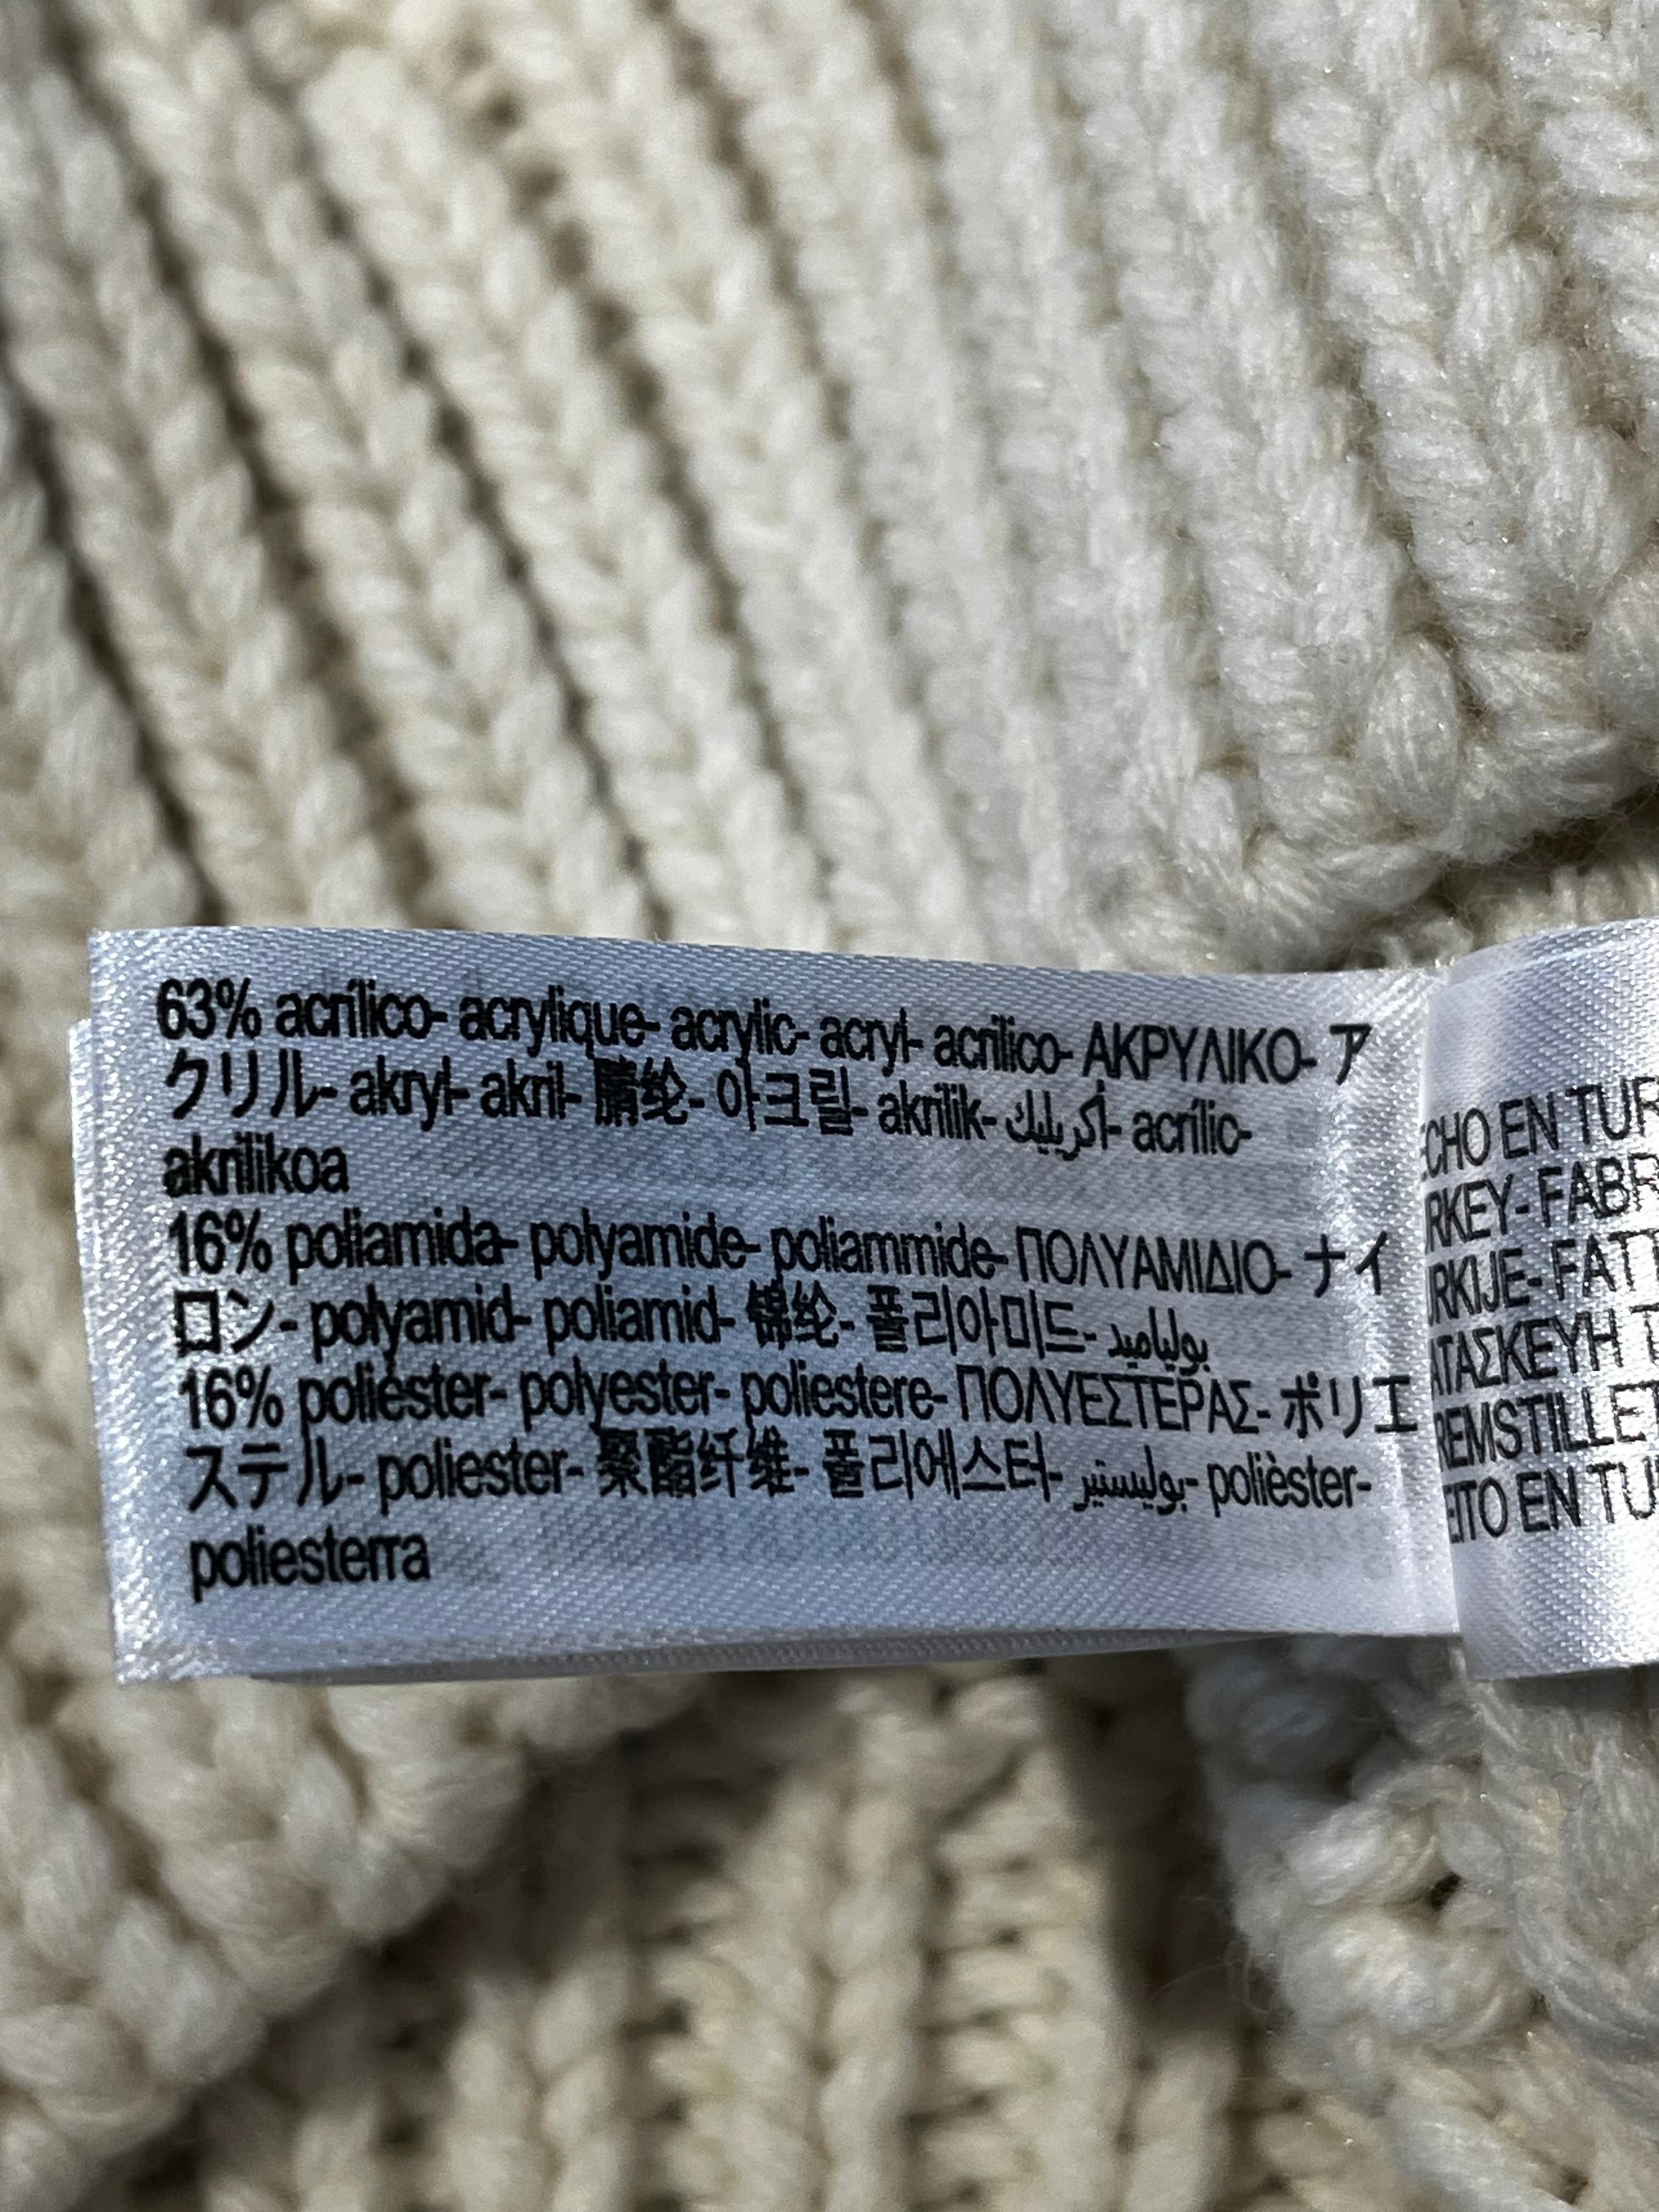 63% acrílico- acrylique- acrylic- acryl- acrílico- ΑΚΡΥΛΙΚΟ- ア
クリル- akryl- akril- 腈纶- 아크릴- akrilik- أكريليك- acrílic-
akrilikoa
16% poliamida- polyamide- poliammide- ΠΟΛΥΑΜΙΔΙΟ- ナイ
ロン- polyamid- poliamid- 锦纶- 폴리아미드- بولياميد
16% poliéster- polyester- poliestere- ΠΟΛΥΕΣΤΕΡΑΣ- ポリエ
ステル- poliester- 聚酯纤维- 폴리에스터- بوليستير- polièster-
poliesterra
ECHO EN TUR
RKEY- FABR
RKIJE- FATT
ΑΤΑΣΚΕΥΗ Τ
REMSTILLET
EITO EN TU